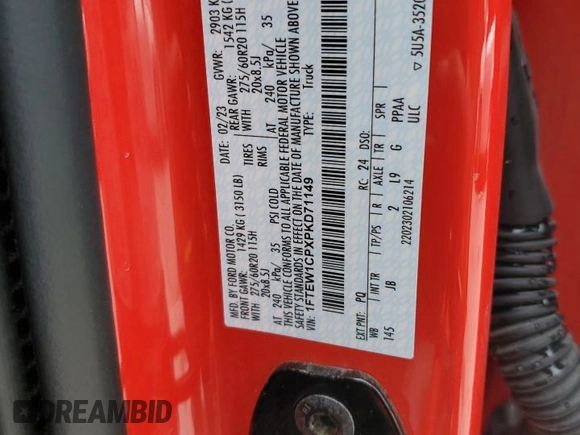 MFD. BY FORD MOTOR CO.
DATE: 02/23 GVWR: 2903 K
FRONT GAWR: 1429 KG ( 3150 LB) REAR GAWR: 1542 KG (
WITH 275/60R20 115H TIRES WITH 275/60R20 115H
20x8.5J RIMS 20x8.5J
AT 240 kPa/ 35 PSI COLD AT 240 kPa/ 35
THIS VEHICLE CONFORMS TO ALL APPLICABLE FEDERAL MOTOR VEHICLE
SAFETY STANDARDS IN EFFECT ON THE DATE OF MANUFACTURE SHOWN ABOVE
VIN: 1FTEW1CPXPKD71149 TYPE: Truck
EXT PNT: PQ RC: 24 DSO:
WB INT TR TP/PS R AXLE TR SPR
145 JB 2 L9 G PPAA
ULC
2202302106214
▽ 5U5A-3520
DREAMBID